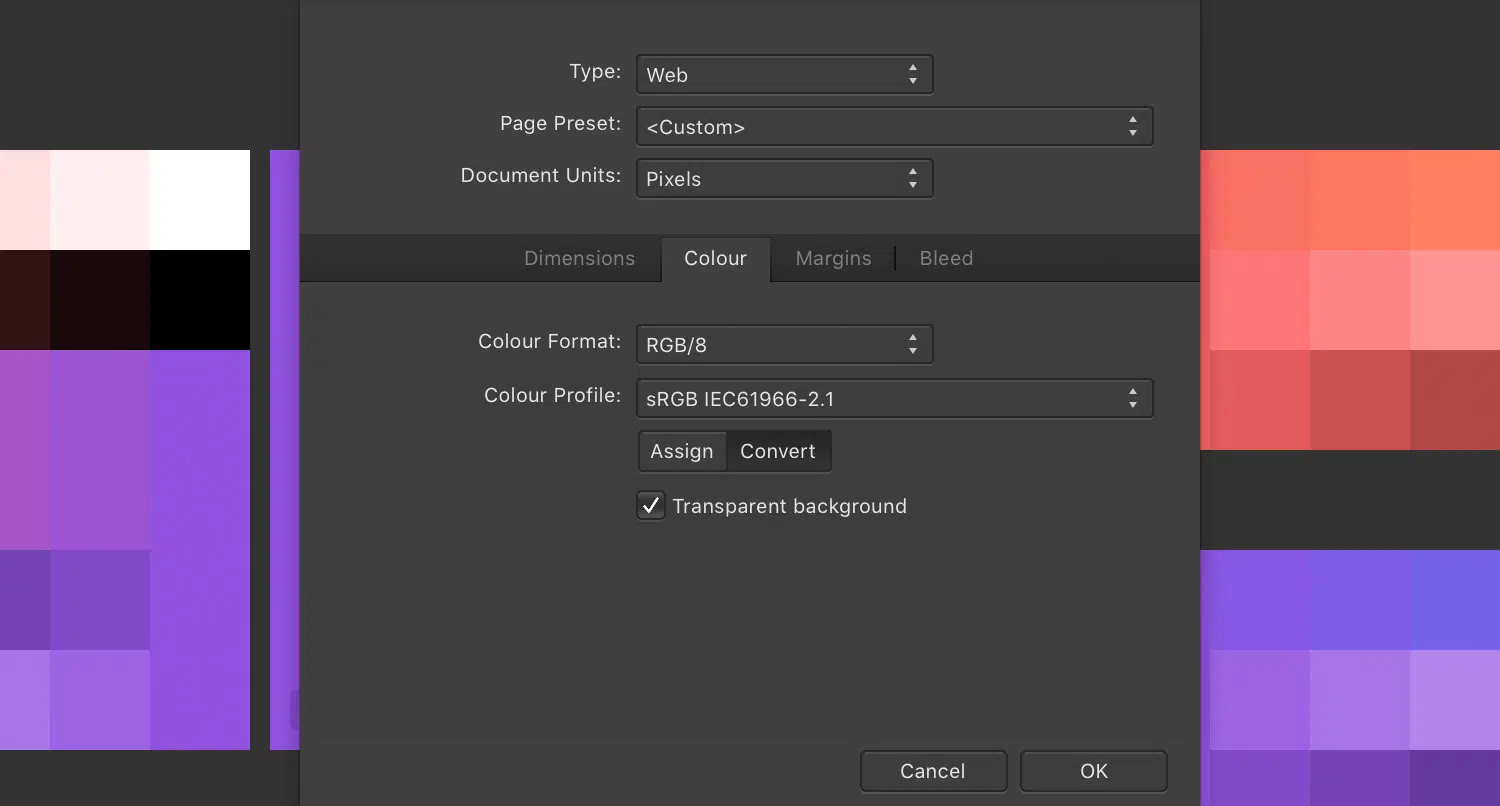 Type: Web
Page Preset: <Custom>
Document Units: Pixels
Dimensions Colour Margins Bleed
Colour Format: RGB/8
Colour Profile: sRGB IEC61966-2.1
Assign Convert
Transparent background
Cancel OK